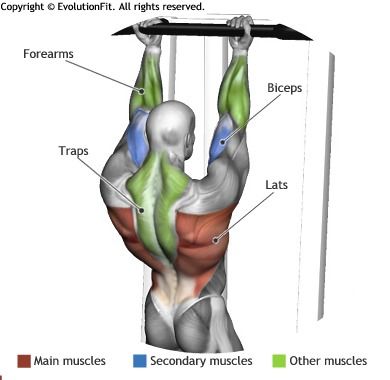 Copyright © EvolutionFit. All rights reserved.
Forearms
Biceps
Traps
Lats
Main muscles
Secondary muscles
Other muscles